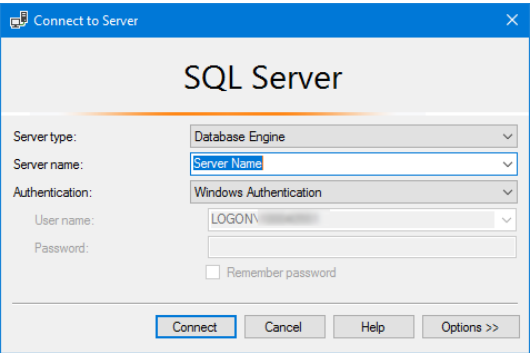 Connect to Server
SQL Server
Server type: Database Engine
Server name: Server Name
Authentication: Windows Authentication
User name: LOGON\
Password:
Remember password
Connect Cancel Help Options >>